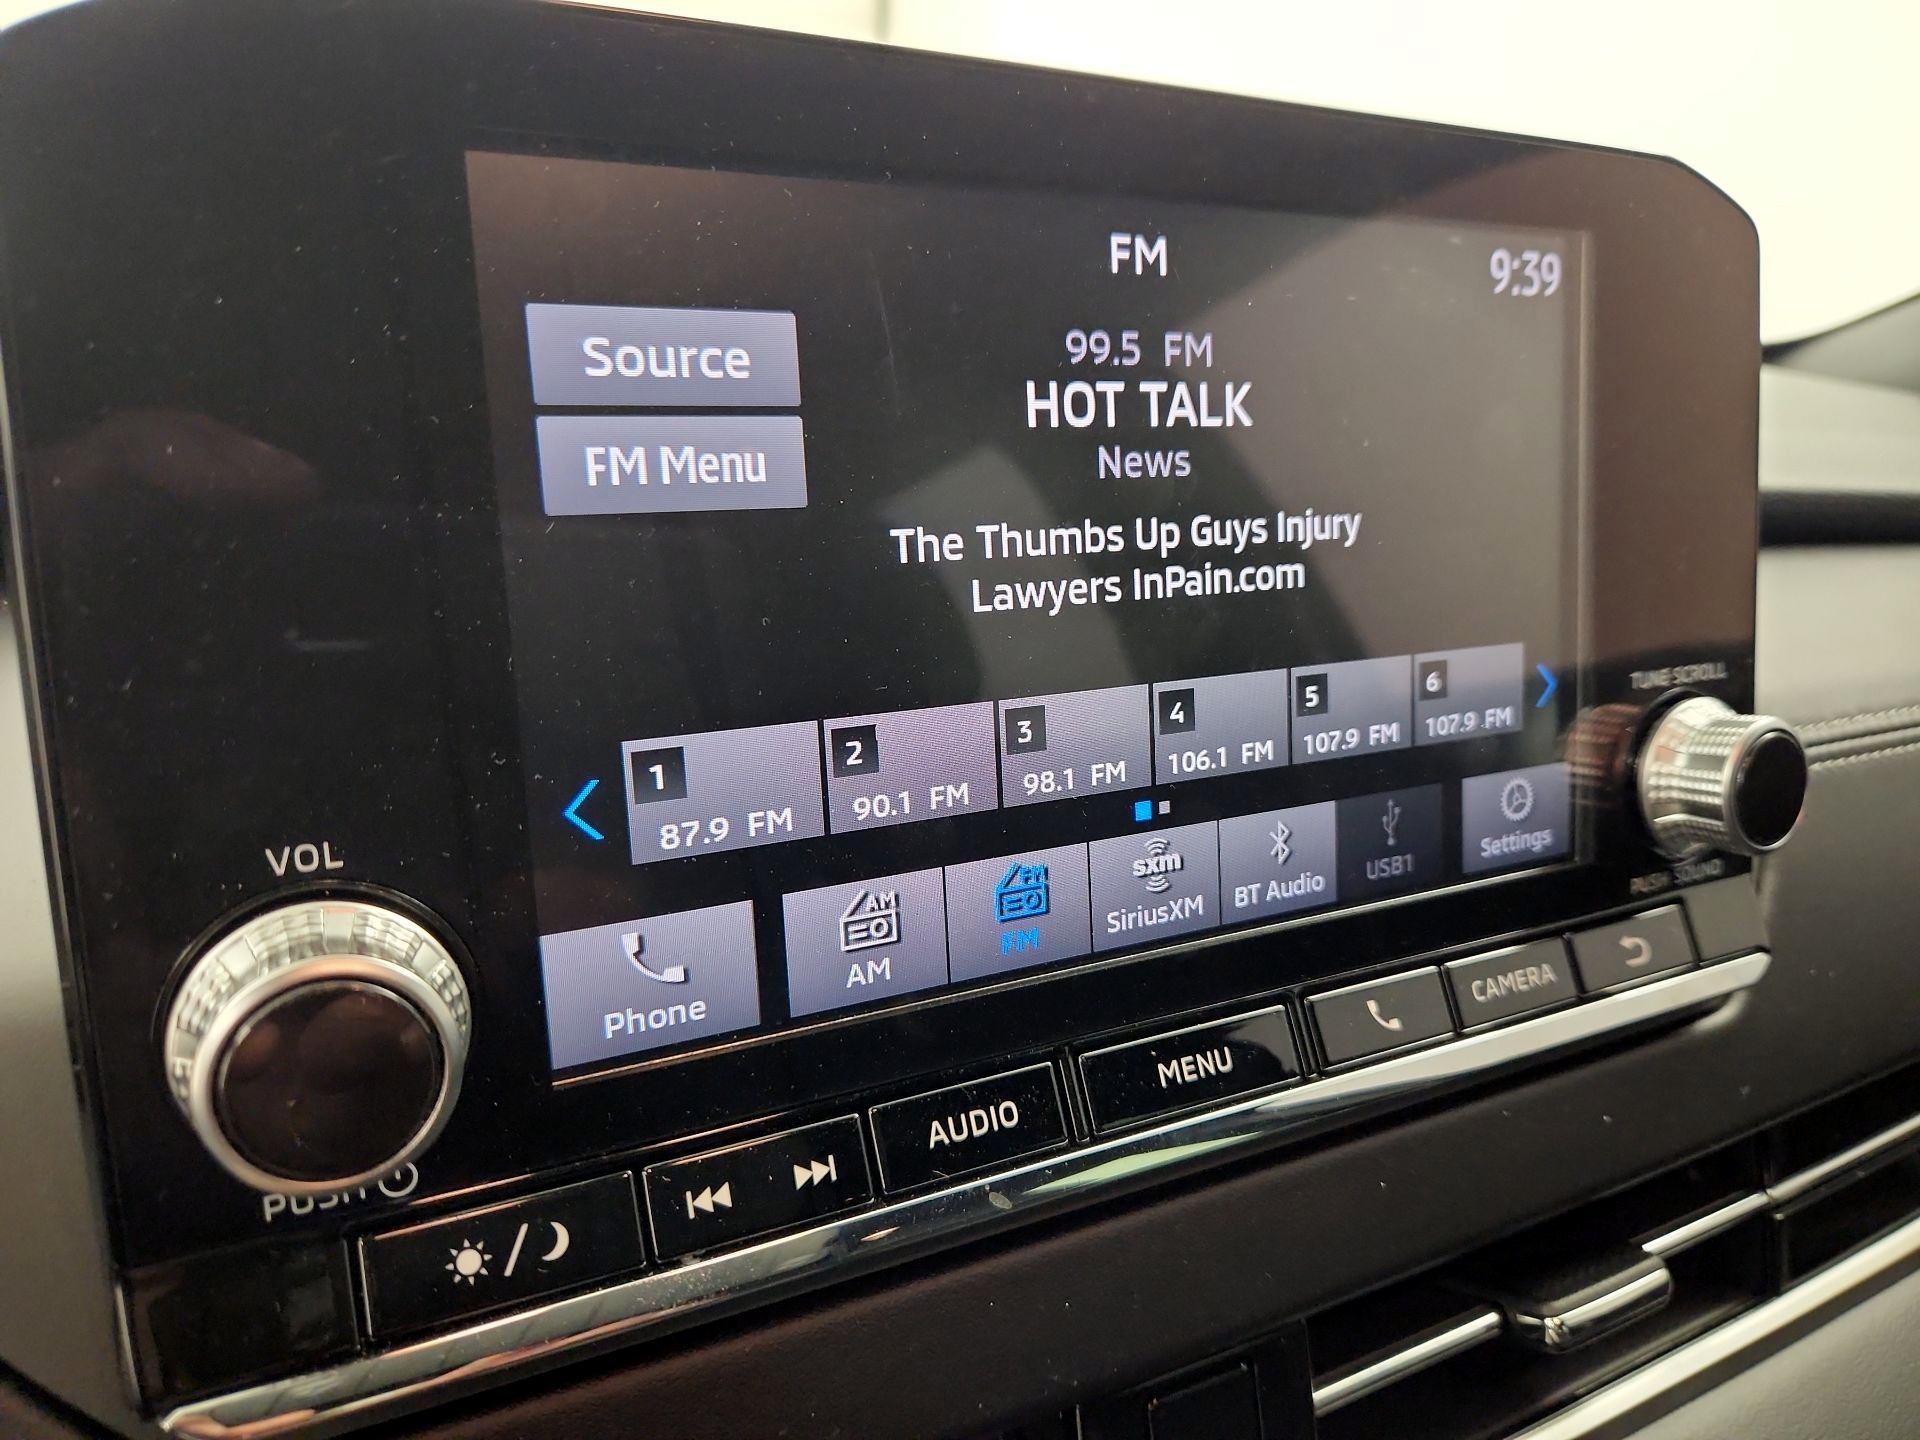 FM
9:39
Source
99.5 FM
HOT TALK
FM Menu
News
The Thumbs Up Guys Injury
Lawyers InPain.com
TUNE SCROLL
1
87.9 FM
2
90.1 FM
3
98.1 FM
4
106.1 FM
5
107.9 FM
6
107.9 FM
VOL
Phone
AM
AM
FM
FM
sxm
SiriusXM
BT Audio
USB1
Settings
PUSH SOUND
PUSH
AUDIO
MENU
CAMERA